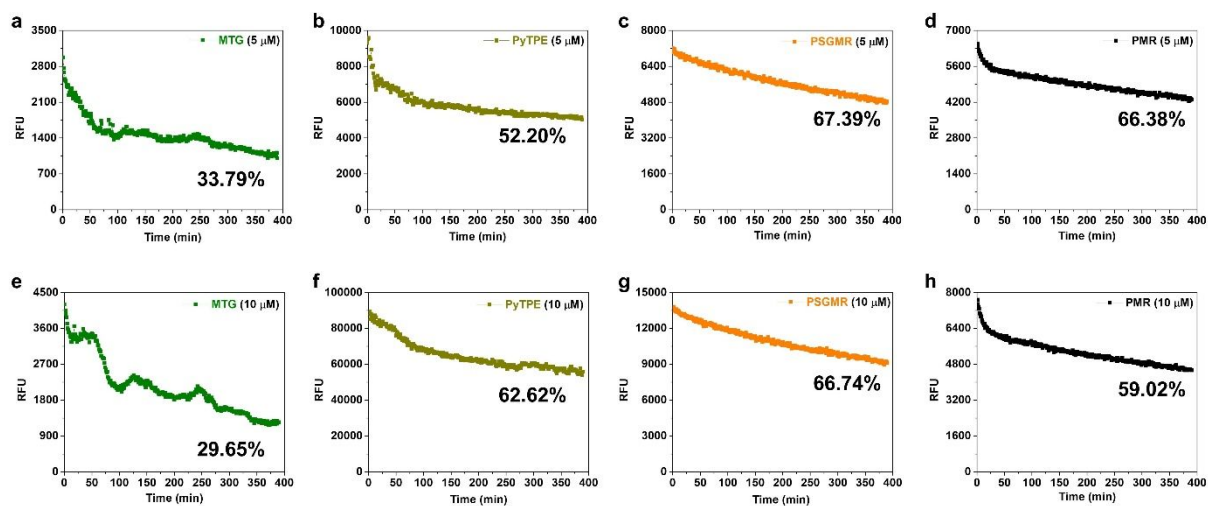 a
3500
2800
2100
1400
700
0
RFU
MTG (5 μM)
33.79%
0 50 100 150 200 250 300 350 400
Time (min)
b
10000
8000
6000
4000
2000
0
RFU
PyTPE (5 μM)
52.20%
0 50 100 150 200 250 300 350 400
Time (min)
c
8000
6400
4800
3200
1600
0
RFU
PSGMR (5 μM)
67.39%
0 50 100 150 200 250 300 350 400
Time (min)
d
7000
5600
4200
2800
1400
0
RFU
PMR (5 μM)
66.38%
0 50 100 150 200 250 300 350 400
Time (min)
e
4500
3600
2700
1800
900
0
RFU
MTG (10 μM)
29.65%
0 50 100 150 200 250 300 350 400
Time (min)
f
100000
80000
60000
40000
20000
0
RFU
PyTPE (10 μM)
62.62%
0 50 100 150 200 250 300 350 400
Time (min)
g
15000
12000
9000
6000
3000
0
RFU
PSGMR (10 μM)
66.74%
0 50 100 150 200 250 300 350 400
Time (min)
h
8000
6400
4800
3200
1600
0
RFU
PMR (10 μM)
59.02%
0 50 100 150 200 250 300 350 400
Time (min)